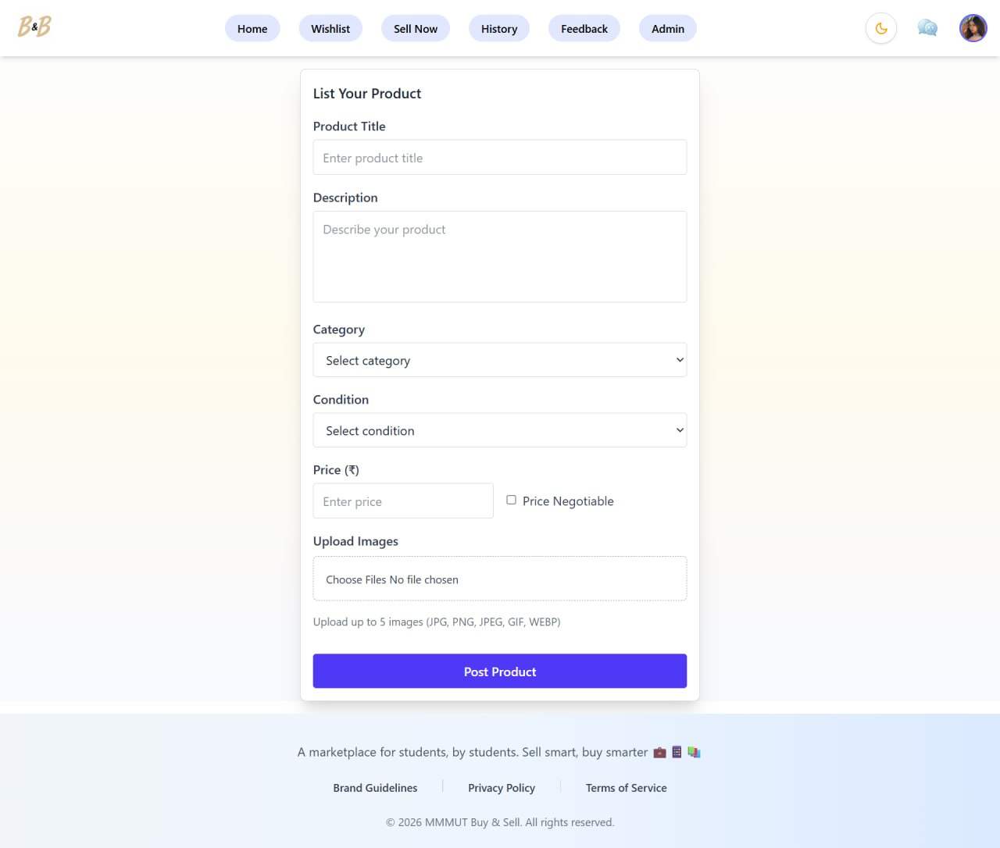 B&B
Home
Wishlist
Sell Now
History
Feedback
Admin
List Your Product
Product Title
Enter product title
Description
Describe your product
Category
Select category
Condition
Select condition
Price (₹)
Enter price
Price Negotiable
Upload Images
Choose Files No file chosen
Upload up to 5 images (JPG, PNG, JPEG, GIF, WEBP)
Post Product
A marketplace for students, by students. Sell smart, buy smarter 💼 📱 📚
Brand Guidelines
Privacy Policy
Terms of Service
© 2026 MMMUT Buy & Sell. All rights reserved.